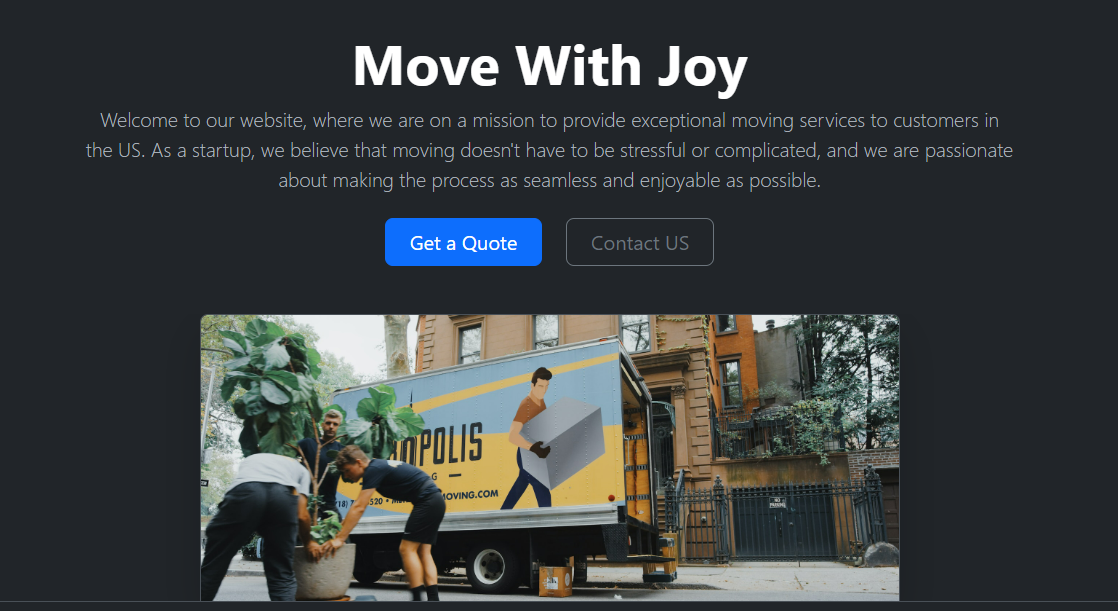 Move With Joy
Welcome to our website, where we are on a mission to provide exceptional moving services to customers in
the US. As a startup, we believe that moving doesn't have to be stressful or complicated, and we are passionate
about making the process as seamless and enjoyable as possible.
Get a Quote
Contact US
OPOLIS
MOVING.COM
NO
PARKING